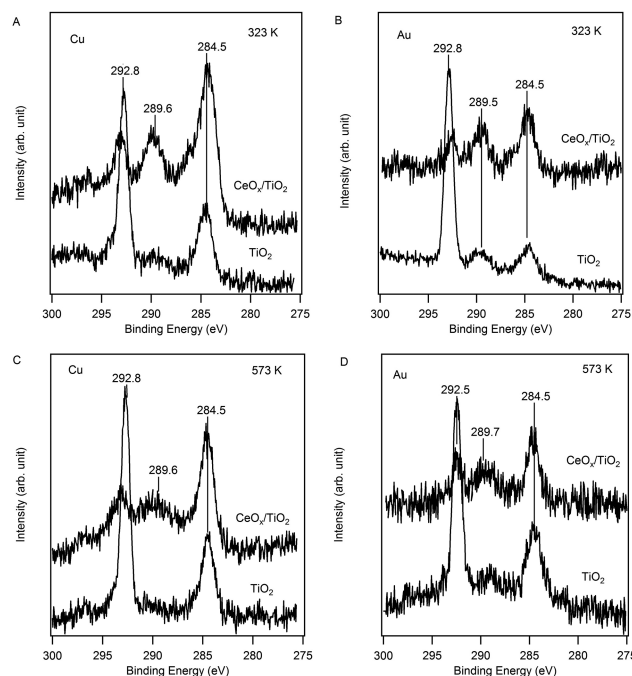 A
Cu
323 K
292.8
289.6
284.5
CeOx/TiO2
TiO2
Intensity (arb. unit)
300 295 290 285 280 275
Binding Energy (eV)
B
Au
323 K
292.8
289.5
284.5
CeOx/TiO2
TiO2
Intensity (arb. unit)
300 295 290 285 280 275
Binding Energy (eV)
C
Cu
573 K
292.8
289.6
284.5
CeOx/TiO2
TiO2
Intensity (arb. unit)
300 295 290 285 280 275
Binding Energy (eV)
D
Au
573 K
292.5
289.7
284.5
CeOx/TiO2
TiO2
Intensity (arb. unit)
300 295 290 285 280 275
Binding Energy (eV)